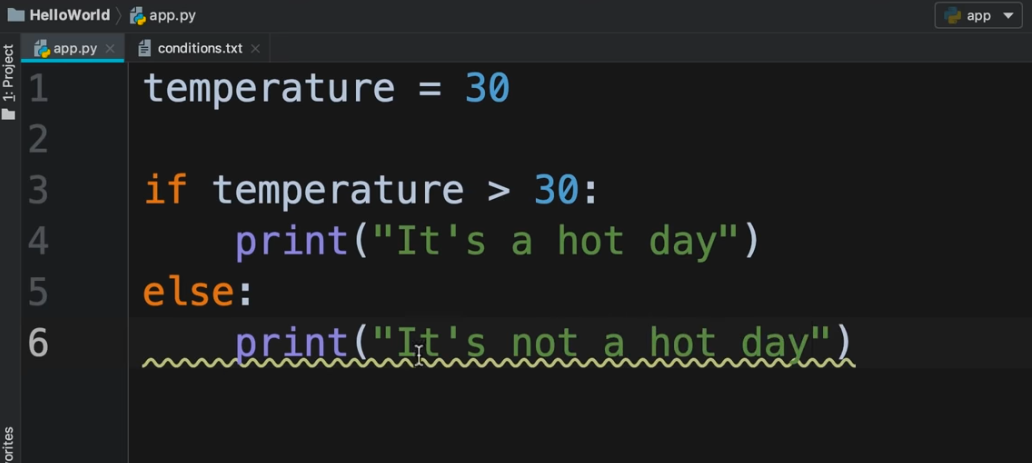 HelloWorld app.py app
app.py conditions.txt
1: Project
1 temperature = 30
2
3 if temperature > 30:
4     print("It's a hot day")
5 else:
6     print("It's not a hot day")